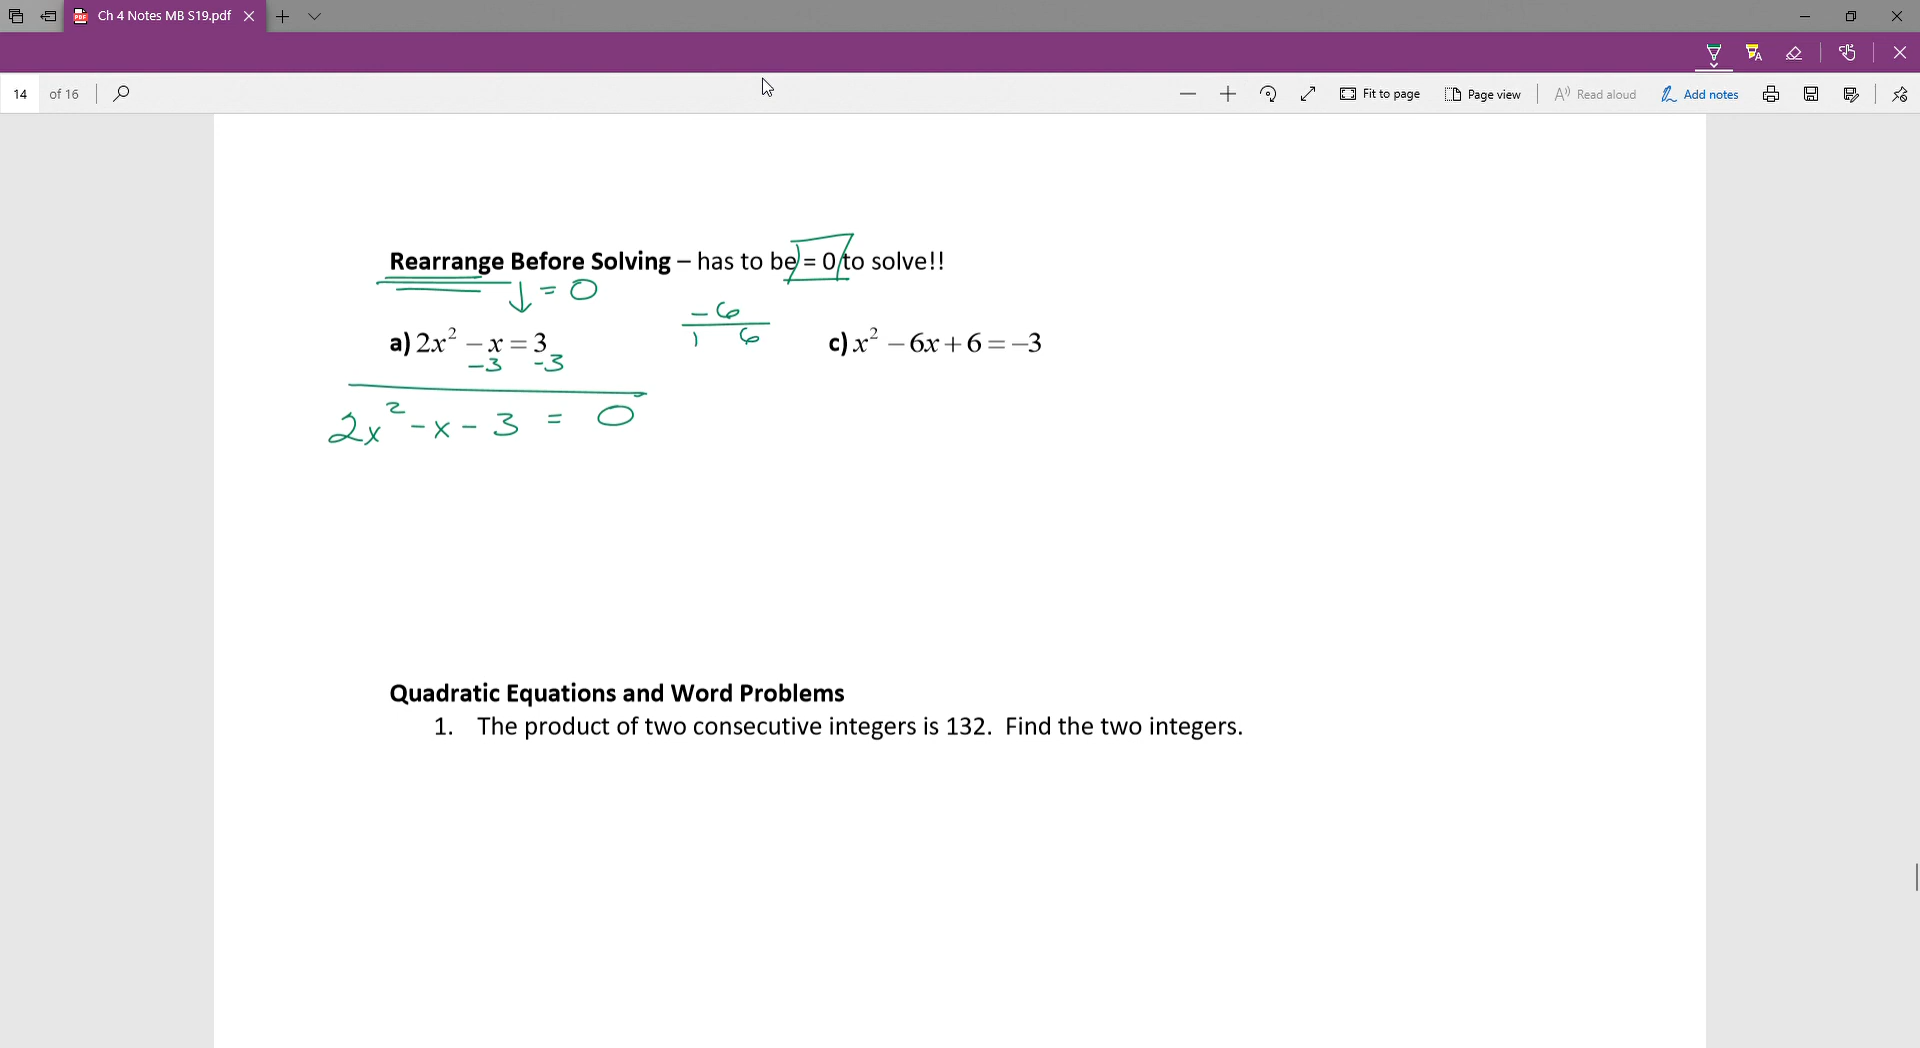 Ch 4 Notes MB S19.pdf
14 of 16
Fit to page
Page view
Read aloud
Add notes
Rearrange Before Solving – has to be = 0 to solve!!
= 0
a) 2x² − x = 3
-3 -3
2x² - x - 3 = 0
-6
1 6
c) x² − 6x + 6 = −3
Quadratic Equations and Word Problems
1. The product of two consecutive integers is 132. Find the two integers.